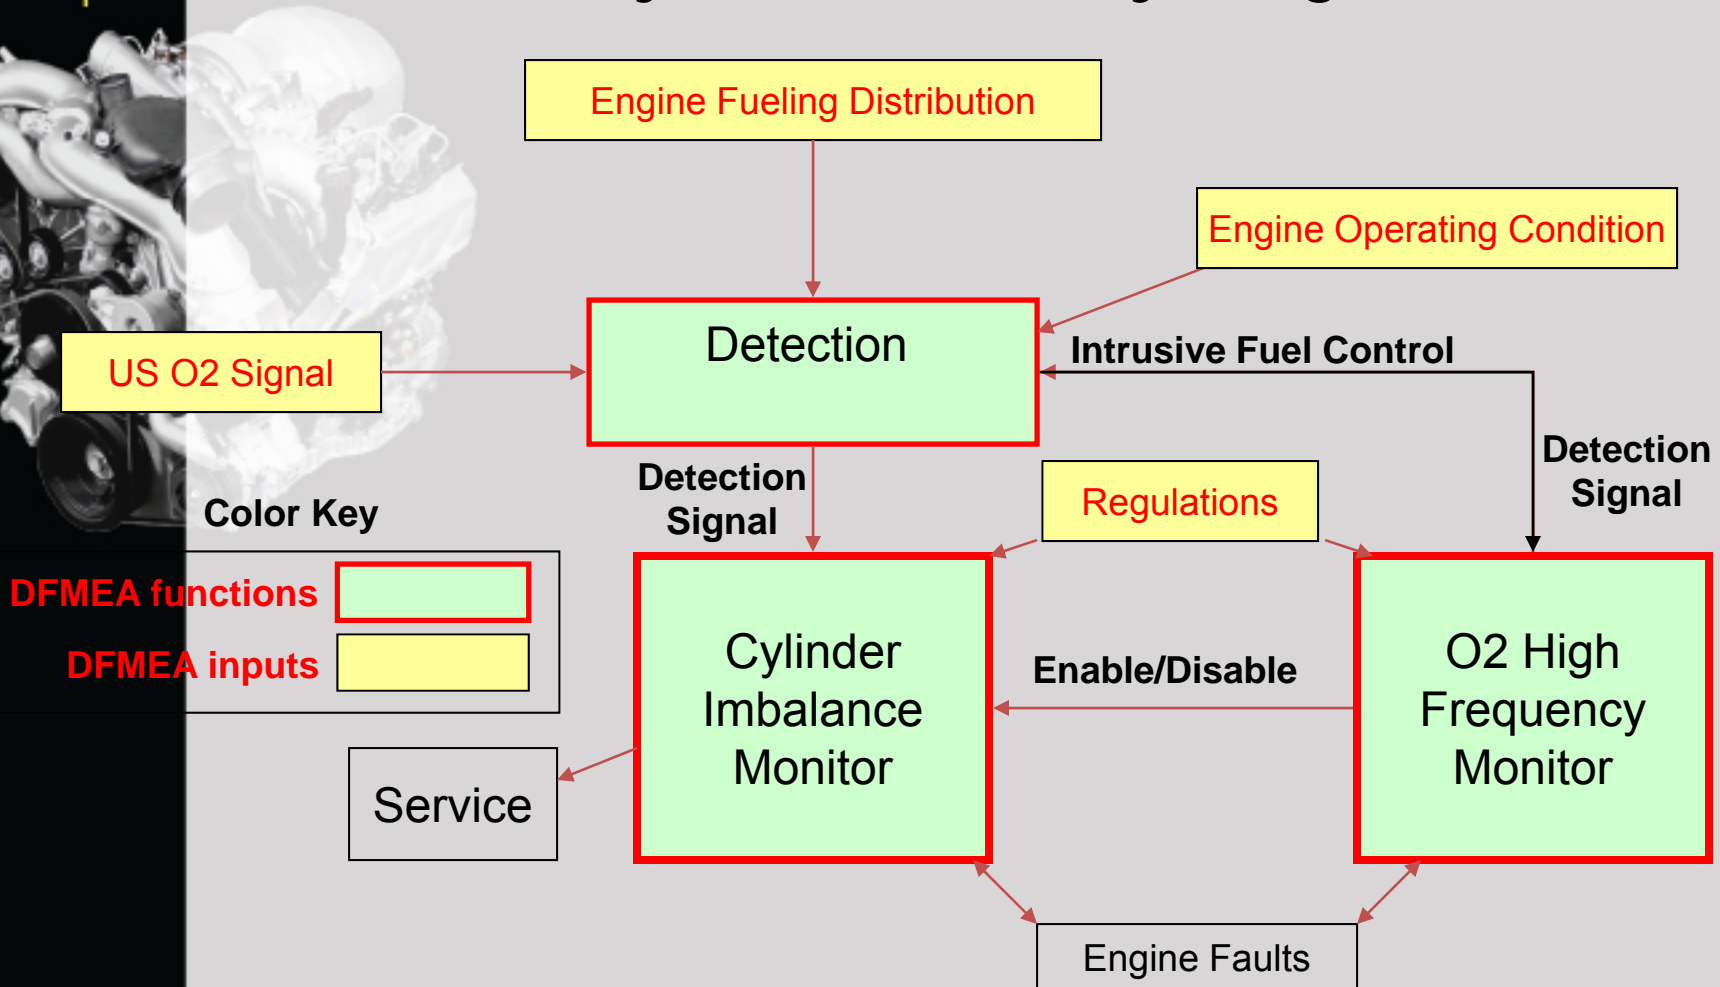 Engine Fueling Distribution
Engine Operating Condition
Detection
Intrusive Fuel Control
US O2 Signal
Detection
Signal
Detection
Signal
Regulations
Color Key
DFMEA functions
DFMEA inputs
Cylinder
Imbalance
Monitor
Enable/Disable
O2 High
Frequency
Monitor
Service
Engine Faults